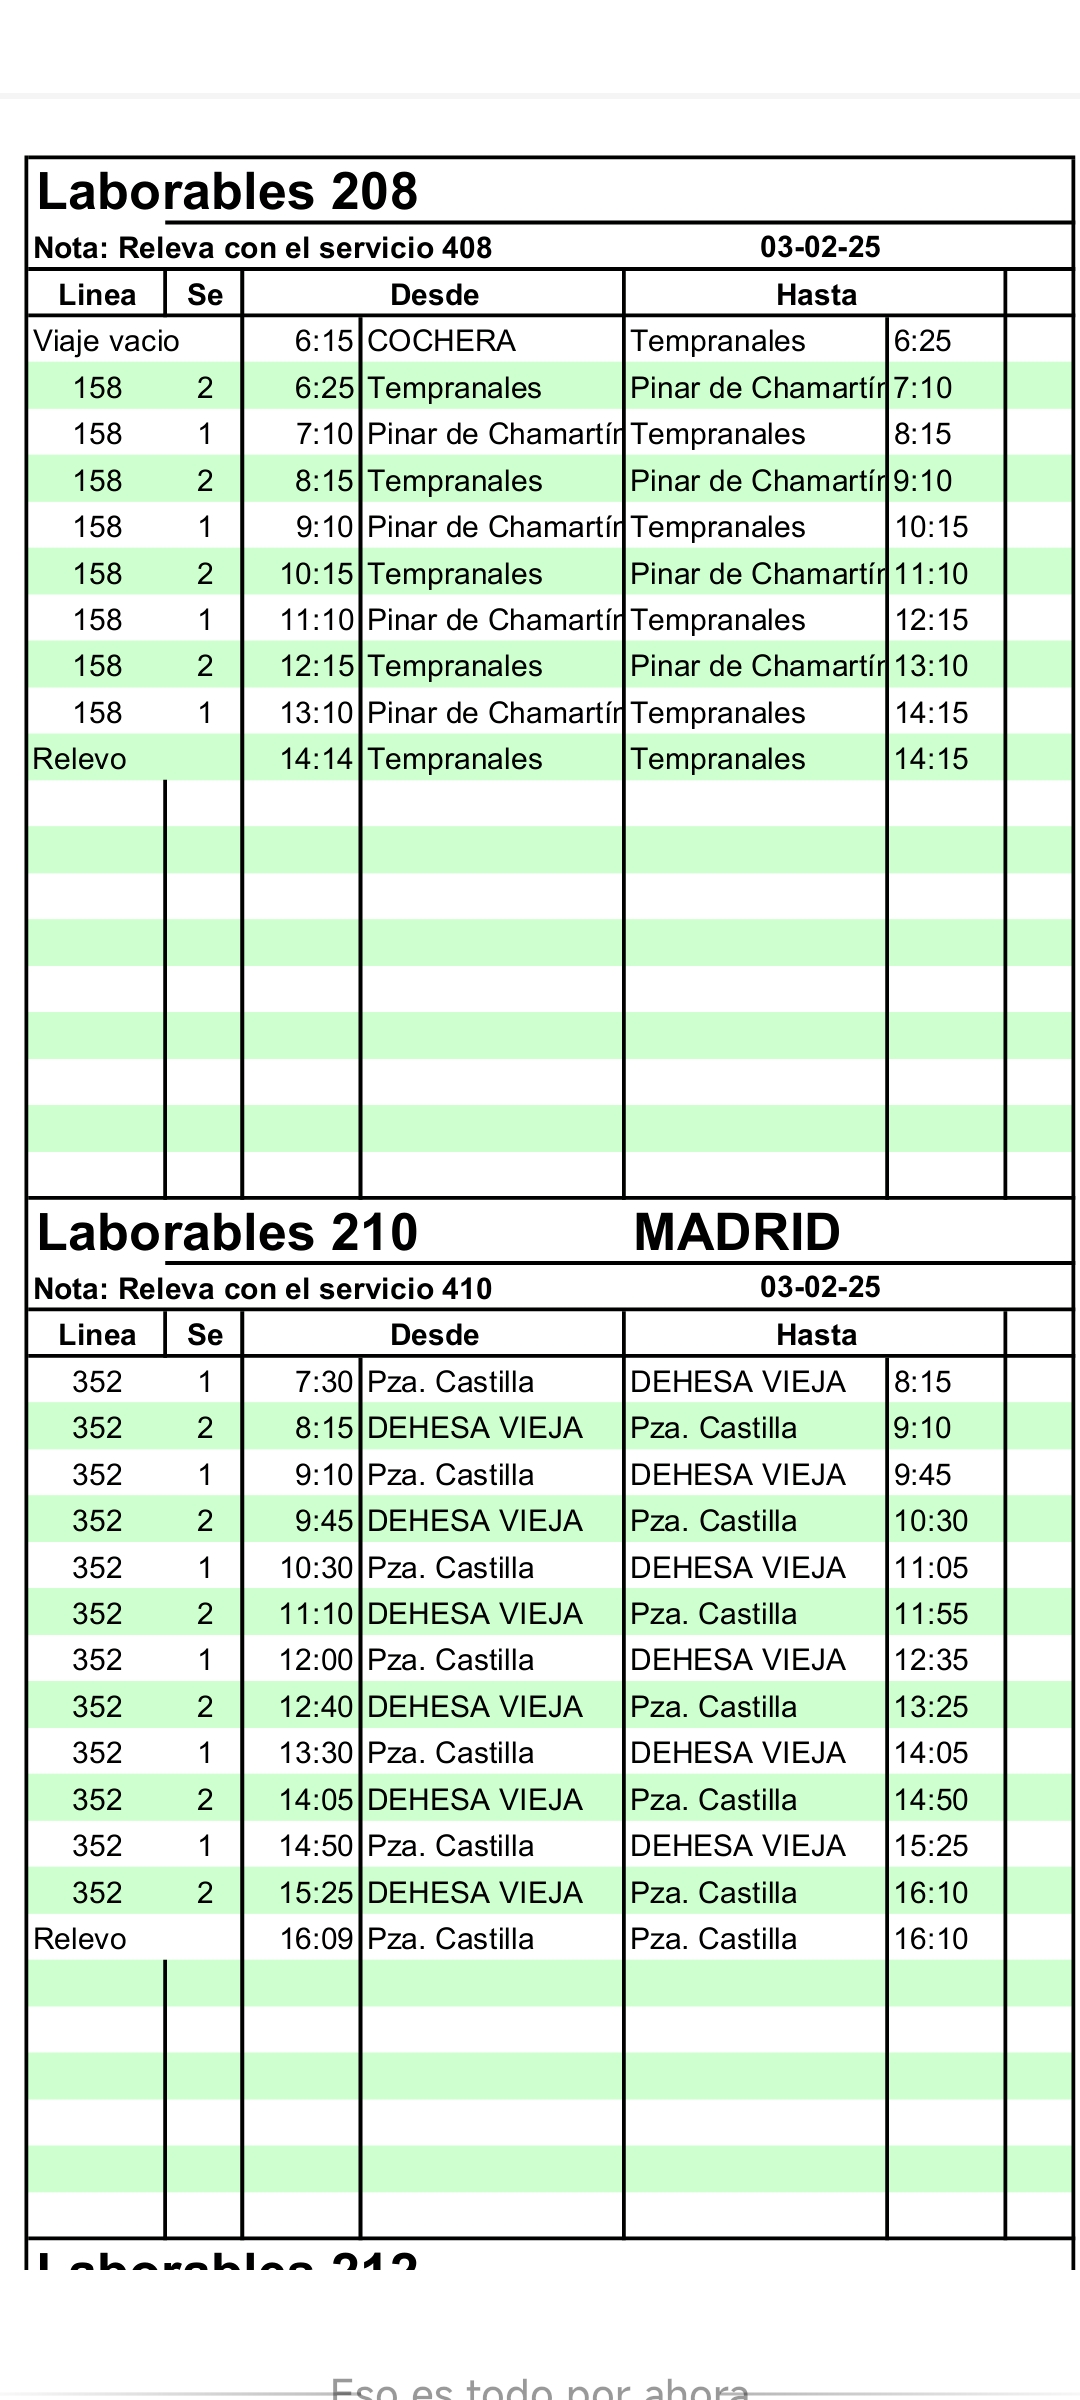 Laborables 208
Nota: Releva con el servicio 408 03-02-25
Linea Se Desde Hasta
Viaje vacio 6:15 COCHERA Tempranales 6:25
158 2 6:25 Tempranales Pinar de Chamartín 7:10
158 1 7:10 Pinar de Chamartín Tempranales 8:15
158 2 8:15 Tempranales Pinar de Chamartín 9:10
158 1 9:10 Pinar de Chamartín Tempranales 10:15
158 2 10:15 Tempranales Pinar de Chamartín 11:10
158 1 11:10 Pinar de Chamartín Tempranales 12:15
158 2 12:15 Tempranales Pinar de Chamartín 13:10
158 1 13:10 Pinar de Chamartín Tempranales 14:15
Relevo 14:14 Tempranales Tempranales 14:15
Laborables 210 MADRID
Nota: Releva con el servicio 410 03-02-25
Linea Se Desde Hasta
352 1 7:30 Pza. Castilla DEHESA VIEJA 8:15
352 2 8:15 DEHESA VIEJA Pza. Castilla 9:10
352 1 9:10 Pza. Castilla DEHESA VIEJA 9:45
352 2 9:45 DEHESA VIEJA Pza. Castilla 10:30
352 1 10:30 Pza. Castilla DEHESA VIEJA 11:05
352 2 11:10 DEHESA VIEJA Pza. Castilla 11:55
352 1 12:00 Pza. Castilla DEHESA VIEJA 12:35
352 2 12:40 DEHESA VIEJA Pza. Castilla 13:25
352 1 13:30 Pza. Castilla DEHESA VIEJA 14:05
352 2 14:05 DEHESA VIEJA Pza. Castilla 14:50
352 1 14:50 Pza. Castilla DEHESA VIEJA 15:25
352 2 15:25 DEHESA VIEJA Pza. Castilla 16:10
Relevo 16:09 Pza. Castilla Pza. Castilla 16:10
Laborables 212
Eso es todo por ahora